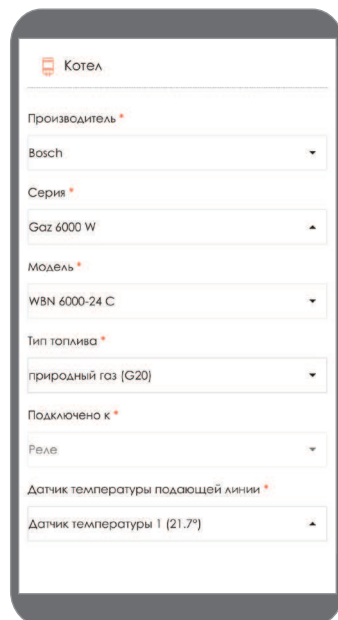 Котел
Производитель *
Bosch
Серия *
Gaz 6000 W
Модель *
WBN 6000-24 C
Тип топлива *
природный газ (G20)
Подключено к *
Реле
Датчик температуры подающей линии *
Датчик температуры 1 (21.7°)